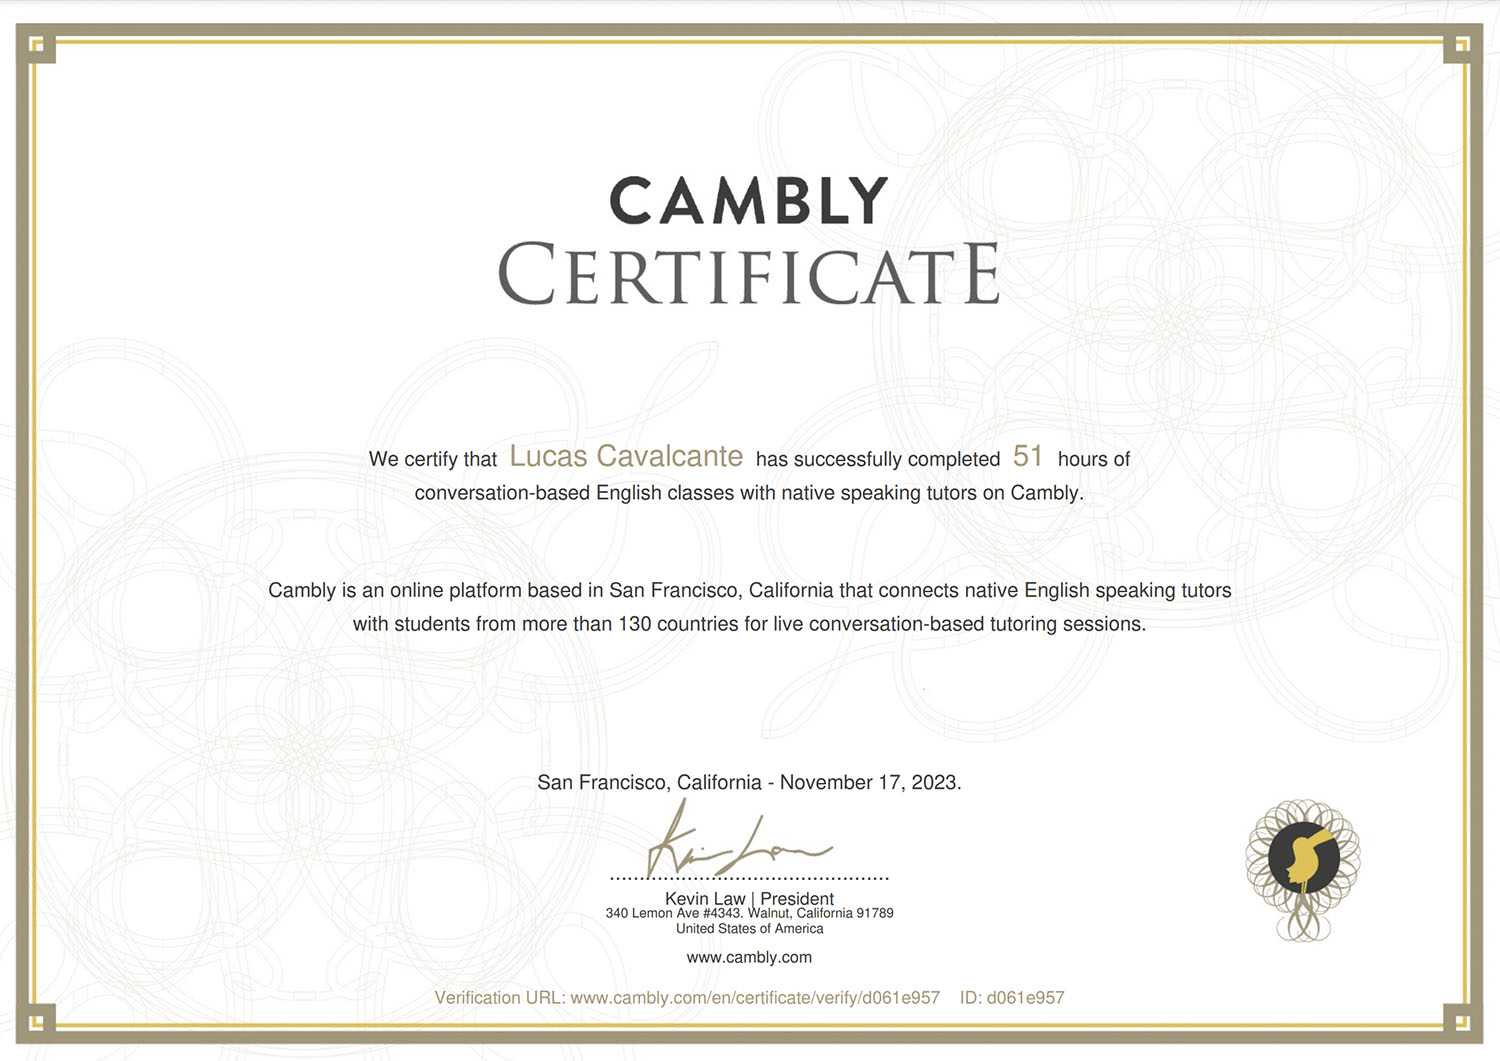 CAMBLY
CERTIFICATE
We certify that Lucas Cavalcante has successfully completed 51 hours of
conversation-based English classes with native speaking tutors on Cambly.
Cambly is an online platform based in San Francisco, California that connects native English speaking tutors
with students from more than 130 countries for live conversation-based tutoring sessions.
San Francisco, California - November 17, 2023.
Kevin Law
Kevin Law | President
340 Lemon Ave #4343. Walnut, California 91789
United States of America
www.cambly.com
Verification URL: www.cambly.com/en/certificate/verify/d061e957 ID: d061e957